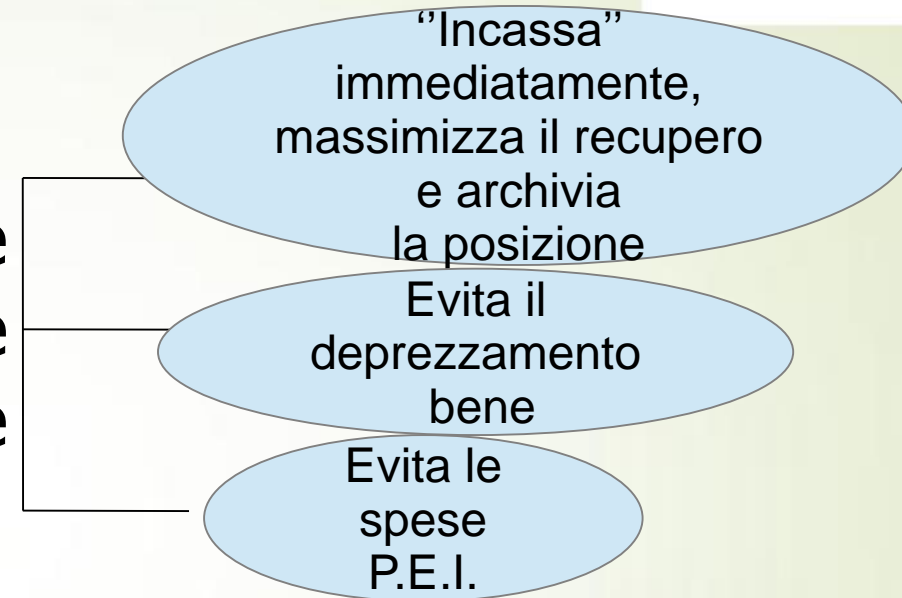 ‘’Incassa’’
immediatamente,
massimizza il recupero
e archivia
la posizione
Evita il
deprezzamento
bene
Evita le
spese
P.E.I.